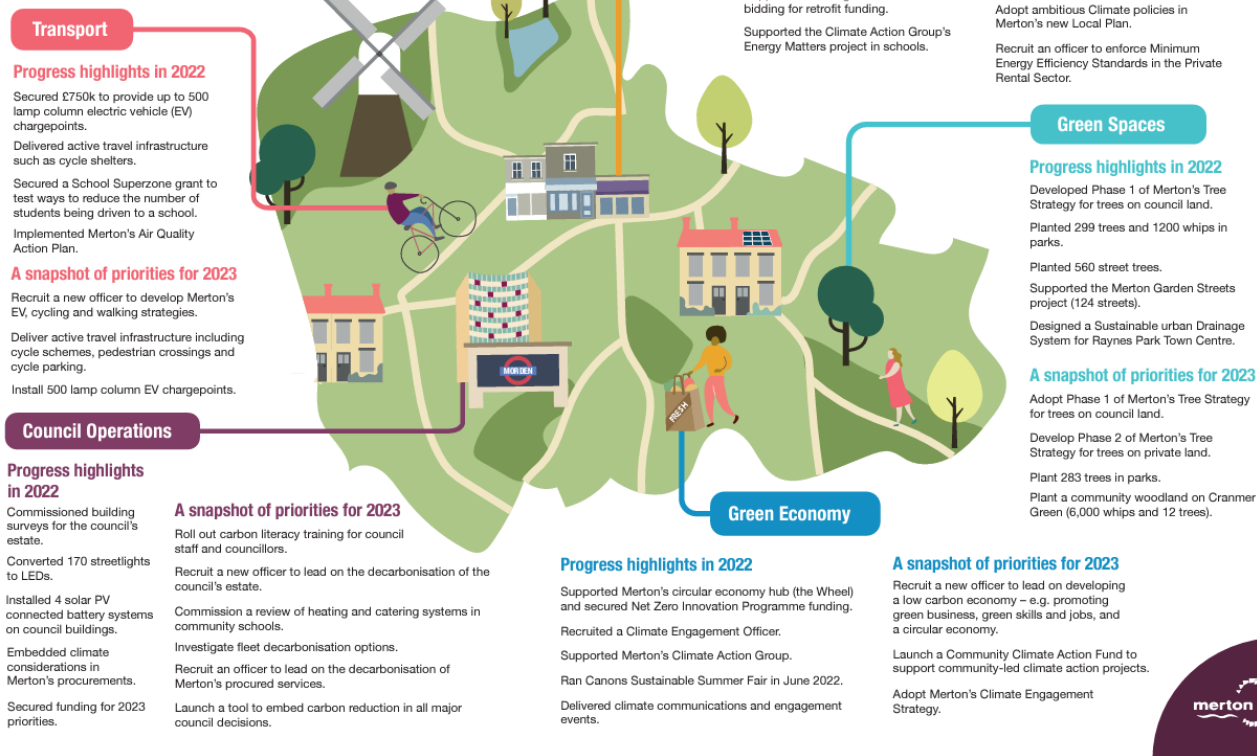 bidding for retrofit funding.
Supported the Climate Action Group's
Energy Matters project in schools.
Adopt ambitious Climate policies in
Merton's new Local Plan.
Recruit an officer to enforce Minimum
Energy Efficiency Standards in the Private
Rental Sector.
Transport
Progress highlights in 2022
Secured £750k to provide up to 500
lamp column electric vehicle (EV)
chargepoints.
Delivered active travel infrastructure
such as cycle shelters.
Secured a School Superzone grant to
test ways to reduce the number of
students being driven to a school.
Implemented Merton's Air Quality
Action Plan.
A snapshot of priorities for 2023
Recruit a new officer to develop Merton's
EV, cycling and walking strategies.
Deliver active travel infrastructure including
cycle schemes, pedestrian crossings and
cycle parking.
Install 500 lamp column EV chargepoints.
Green Spaces
Progress highlights in 2022
Developed Phase 1 of Merton's Tree
Strategy for trees on council land.
Planted 299 trees and 1200 whips in
parks.
Planted 560 street trees.
Supported the Merton Garden Streets
project (124 streets).
Designed a Sustainable urban Drainage
System for Raynes Park Town Centre.
A snapshot of priorities for 2023
Adopt Phase 1 of Merton's Tree Strategy
for trees on council land.
Develop Phase 2 of Merton's Tree
Strategy for trees on private land.
Plant 283 trees in parks.
Plant a community woodland on Cranmer
Green (6,000 whips and 12 trees).
MORDEN
FRESH
Council Operations
Progress highlights
in 2022
Commissioned building
surveys for the council's
estate.
Converted 170 streetlights
to LEDs.
Installed 4 solar PV
connected battery systems
on council buildings.
Embedded climate
considerations in
Merton's procurements.
Secured funding for 2023
priorities.
A snapshot of priorities for 2023
Roll out carbon literacy training for council
staff and councillors.
Recruit a new officer to lead on the decarbonisation of the
council's estate.
Commission a review of heating and catering systems in
community schools.
Investigate fleet decarbonisation options.
Recruit an officer to lead on the decarbonisation of
Merton's procured services.
Launch a tool to embed carbon reduction in all major
council decisions.
Green Economy
Progress highlights in 2022
Supported Merton's circular economy hub (the Wheel)
and secured Net Zero Innovation Programme funding.
Recruited a Climate Engagement Officer.
Supported Merton's Climate Action Group.
Ran Canons Sustainable Summer Fair in June 2022.
Delivered climate communications and engagement
events.
A snapshot of priorities for 2023
Recruit a new officer to lead on developing
a low carbon economy – e.g. promoting
green business, green skills and jobs, and
a circular economy.
Launch a Community Climate Action Fund to
support community-led climate action projects.
Adopt Merton's Climate Engagement
Strategy.
merton